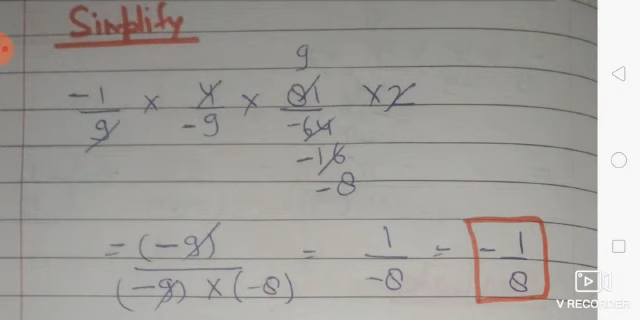 Simplify
9
-1/9 × 4/-9 × 81/-64 × 2
-16
-8
= (-9)/(-9) × (-8) = 1/-8 = -1/8
V RECORDER